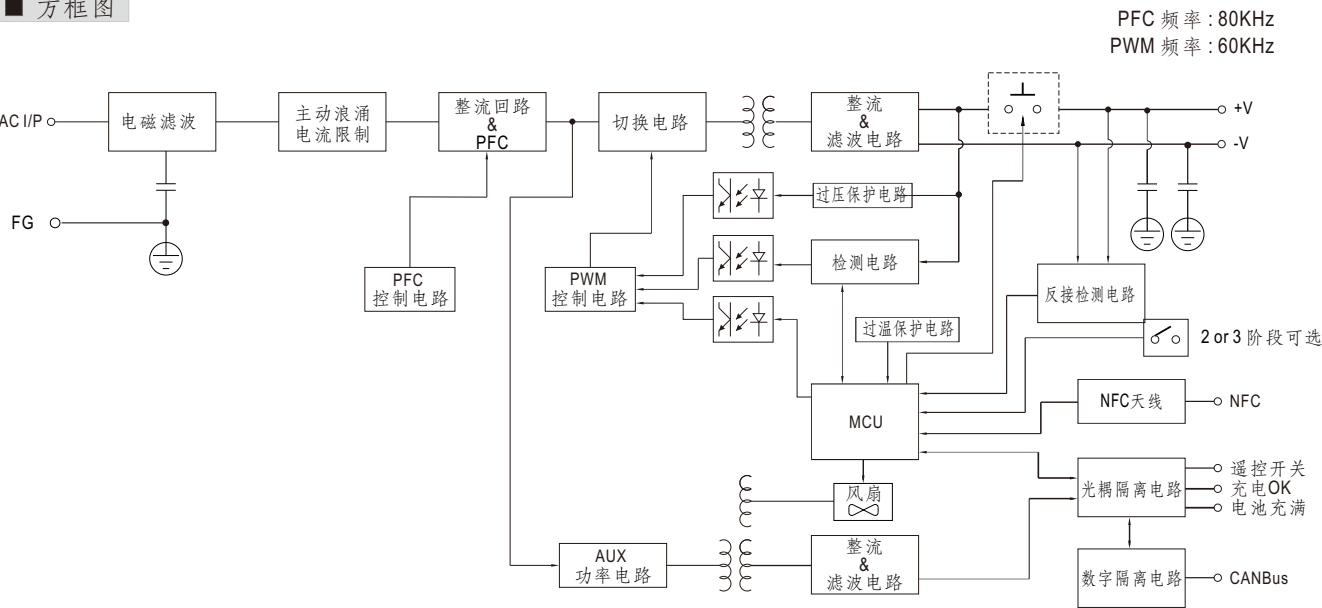 ■ 方框图
PFC 频率 : 80KHz
PWM 频率 : 60KHz
AC I/P
电磁滤波
主动浪涌
电流限制
整流回路
&
PFC
切换电路
整流
&
滤波电路
+V
-V
FG
过压保护电路
PFC
控制电路
PWM
控制电路
检测电路
反接检测电路
过温保护电路
2 or 3 阶段可选
MCU
NFC天线
NFC
风扇
光耦隔离电路
遥控开关
充电OK
电池充满
AUX
功率电路
整流
&
滤波电路
数字隔离电路
CANBus